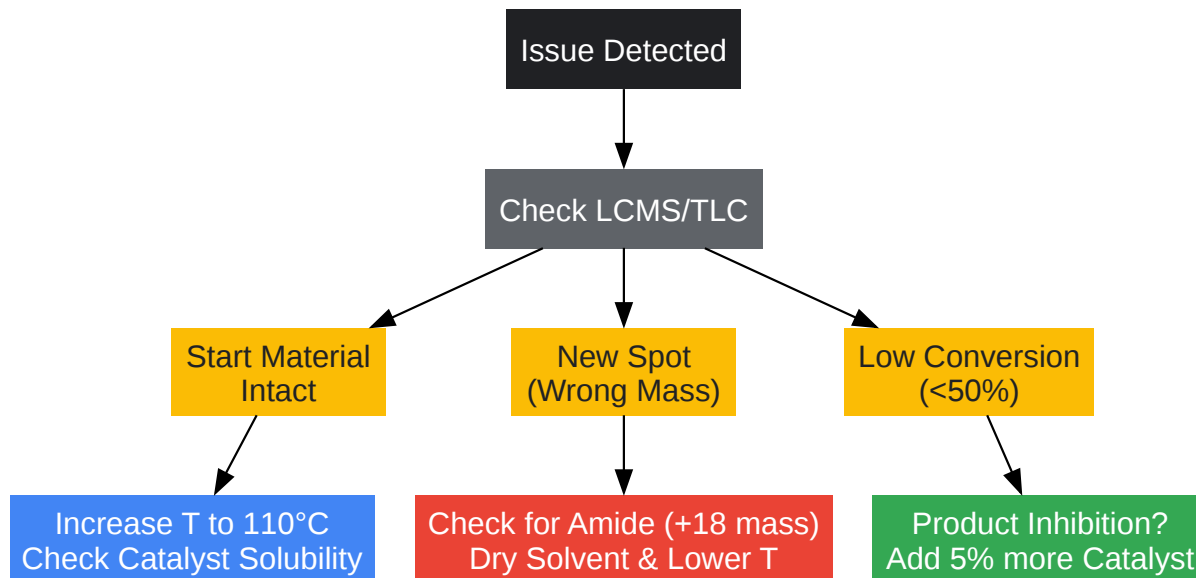 Issue Detected
Check LCMS/TLC
Start Material
Intact
New Spot
(Wrong Mass)
Low Conversion
(<50%)
Increase T to 110°C
Check Catalyst Solubility
Check for Amide (+18 mass)
Dry Solvent & Lower T
Product Inhibition?
Add 5% more Catalyst